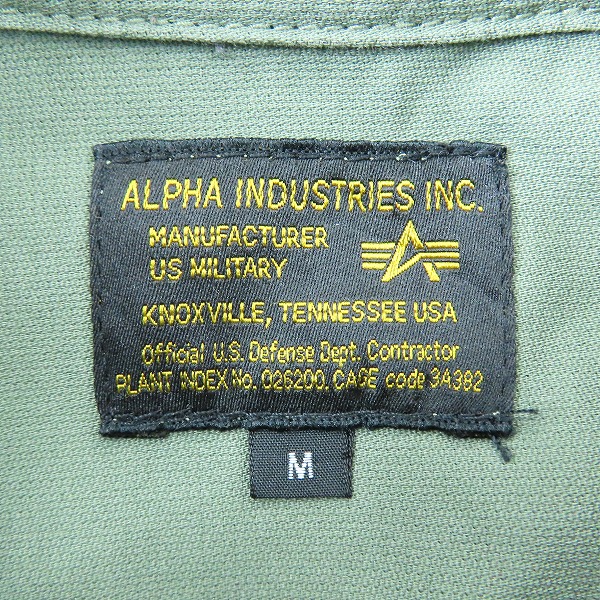 ALPHA INDUSTRIES INC.
MANUFACTURER
US MILITARY
KNOXVILLE, TENNESSEE USA
Official U.S. Defense Dept. Contractor
PLANT INDEX No. 026200. CAGE code 3A382
M